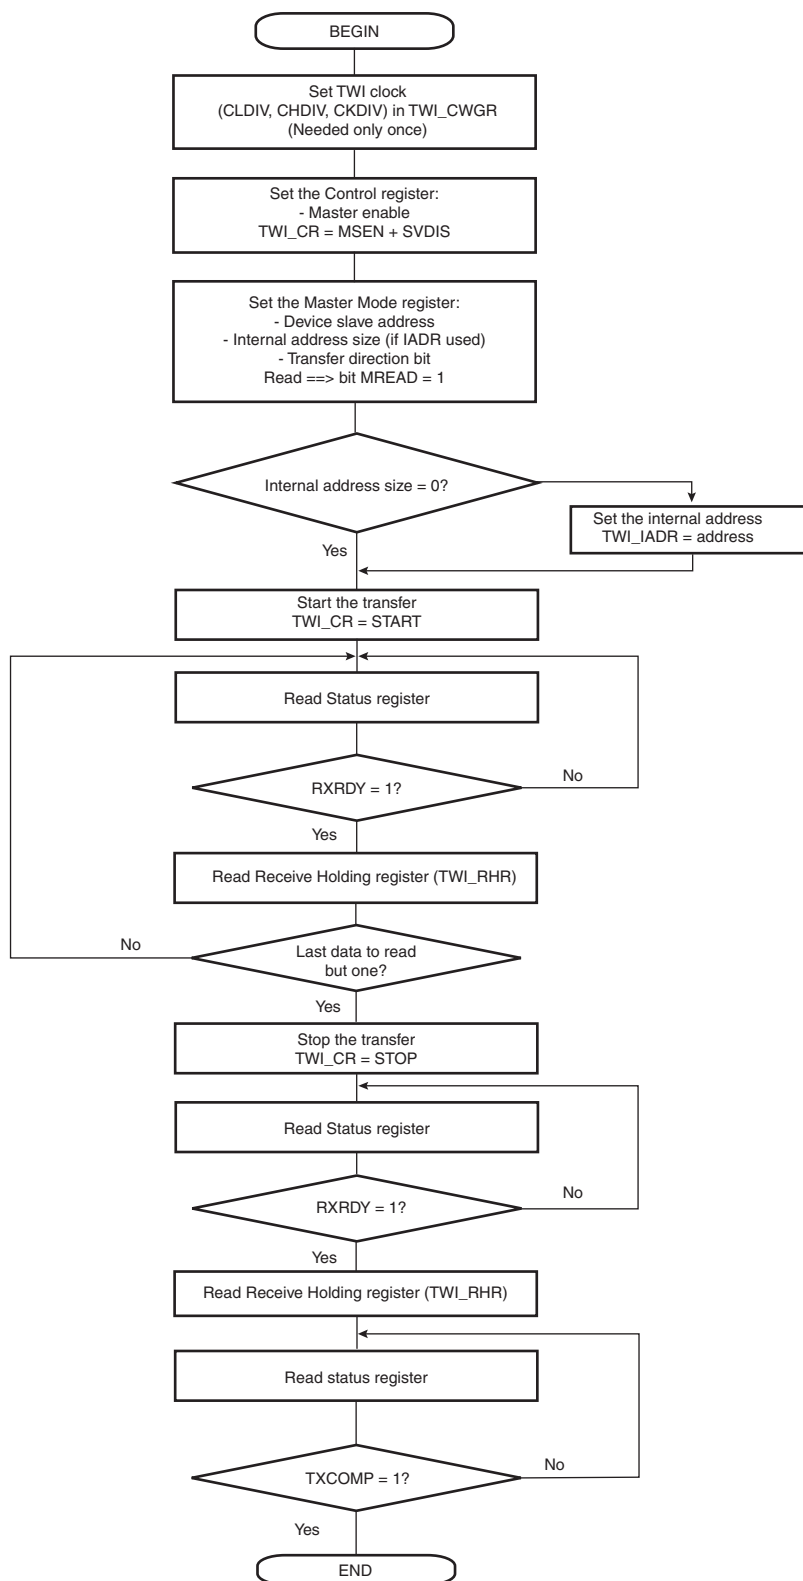 BEGIN
Set TWI clock
(CLDIV, CHDIV, CKDIV) in TWI_CWGR
(Needed only once)
Set the Control register:
- Master enable
TWI_CR = MSEN + SVDIS
Set the Master Mode register:
- Device slave address
- Internal address size (if IADR used)
- Transfer direction bit
Read ==> bit MREAD = 1
Internal address size = 0?
Set the internal address
TWI_IADR = address
Yes
Start the transfer
TWI_CR = START
Read Status register
RXRDY = 1?
No
Yes
Read Receive Holding register (TWI_RHR)
No
Last data to read
but one?
Yes
Stop the transfer
TWI_CR = STOP
Read Status register
No
RXRDY = 1?
Yes
Read Receive Holding register (TWI_RHR)
Read status register
No
TXCOMP = 1?
Yes
END